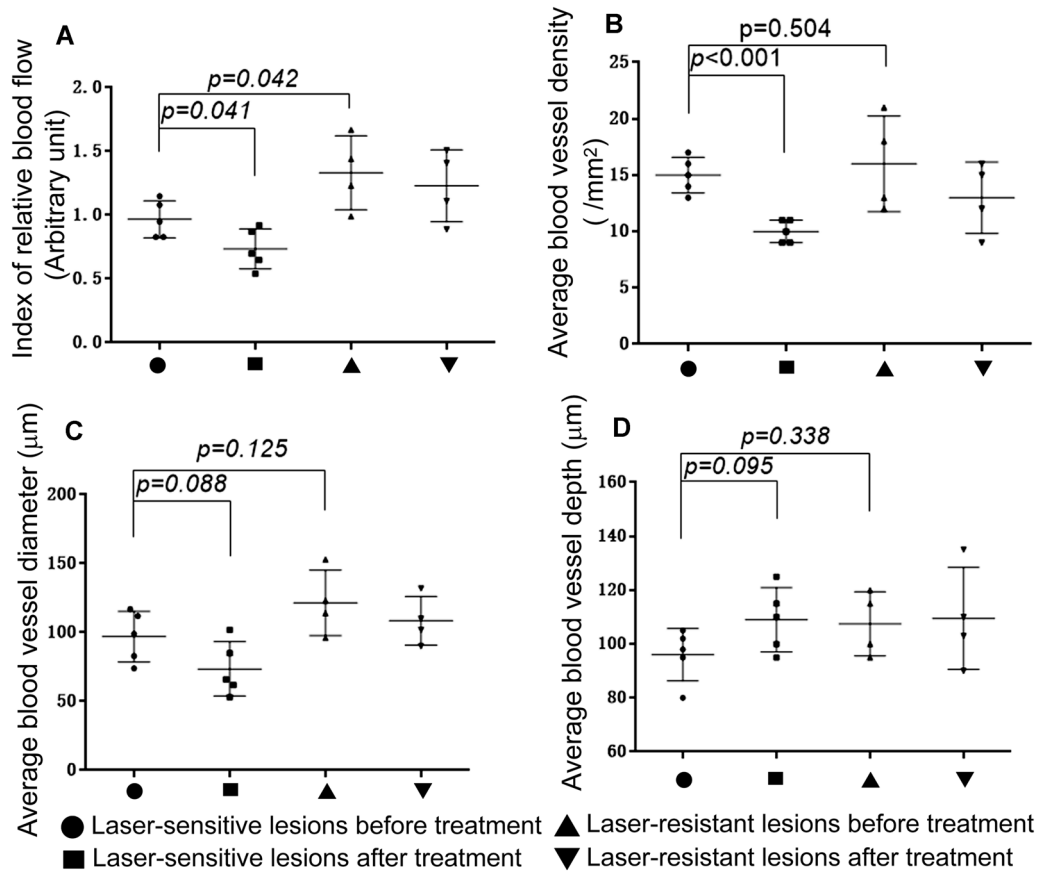 A
Index of relative blood flow
(Arbitrary unit)
2.0
1.5
1.0
0.5
0.0
p=0.042
p=0.041
B
Average blood vessel density
( /mm²)
25
20
15
10
5
0
p=0.504
p<0.001
C
Average blood vessel diameter (μm)
200
150
100
50
0
p=0.125
p=0.088
D
Average blood vessel depth (μm)
160
140
120
100
80
60
p=0.338
p=0.095
Laser-sensitive lesions before treatment
Laser-resistant lesions before treatment
Laser-sensitive lesions after treatment
Laser-resistant lesions after treatment